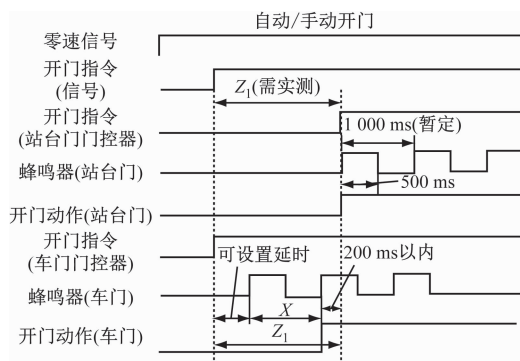 自动/手动开门
零速信号
开门指令
(信号)
Z₁(需实测)
开门指令
(站台门门控器)
1 000 ms(暂定)
蜂鸣器(站台门)
500 ms
开门动作(站台门)
开门指令
(车门门控器)
可设置延时
200 ms以内
蜂鸣器(车门)
X
Z₁
开门动作(车门)